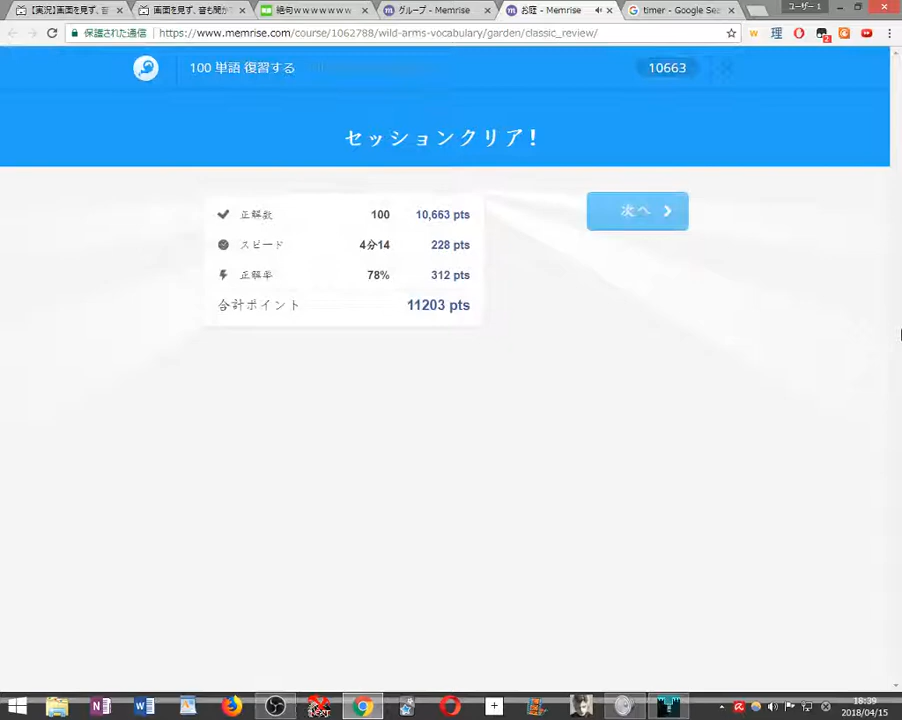 【実況】画面を見ず、音
画面を見ず、音も聞か
絶句wwwwwwww
グループ - Memrise
お庭 - Memrise
timer - Google Sea
ユーザー 1
保護された通信
https://www.memrise.com/course/1062788/wild-arms-vocabulary/garden/classic_review/
100 単語 復習する
10663
セッションクリア!
正解数 100 10,663 pts
次へ
スピード 4分14 228 pts
正解率 78% 312 pts
合計ポイント 11203 pts
18:39
2018/04/15